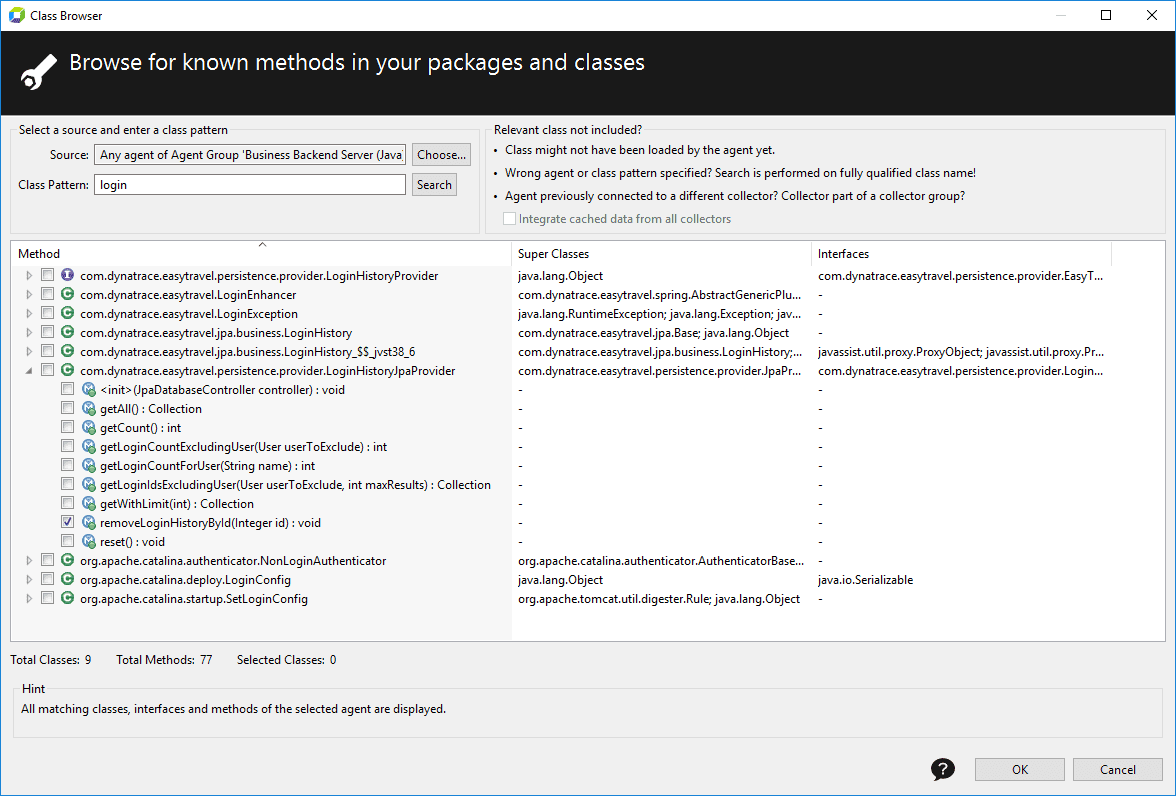 Class Browser
Browse for known methods in your packages and classes
Select a source and enter a class pattern
Source: Any agent of Agent Group 'Business Backend Server (Java) Choose...
Class Pattern: login Search
Relevant class not included?
• Class might not have been loaded by the agent yet.
• Wrong agent or class pattern specified? Search is performed on fully qualified class name!
• Agent previously connected to a different collector? Collector part of a collector group?
Integrate cached data from all collectors
Method Super Classes Interfaces
I com.dynatrace.easytravel.persistence.provider.LoginHistoryProvider java.lang.Object com.dynatrace.easytravel.persistence.provider.EasyT...
C com.dynatrace.easytravel.LoginEnhancer com.dynatrace.easytravel.spring.AbstractGenericPlu... -
C com.dynatrace.easytravel.LoginException java.lang.RuntimeException; java.lang.Exception; jav... -
C com.dynatrace.easytravel.jpa.business.LoginHistory com.dynatrace.easytravel.jpa.Base; java.lang.Object -
C com.dynatrace.easytravel.jpa.business.LoginHistory_$$_jvst38_6 com.dynatrace.easytravel.jpa.business.LoginHistory;... javassist.util.proxy.ProxyObject; javassist.util.proxy.Pr...
C com.dynatrace.easytravel.persistence.provider.LoginHistoryJpaProvider com.dynatrace.easytravel.persistence.provider.JpaPr... com.dynatrace.easytravel.persistence.provider.Login...
M <init>(JpaDatabaseController controller) : void - -
M getAll() : Collection - -
M getCount() : int - -
M getLoginCountExcludingUser(User userToExclude) : int - -
M getLoginCountForUser(String name) : int - -
M getLoginIdsExcludingUser(User userToExclude, int maxResults) : Collection - -
M getWithLimit(int) : Collection - -
M removeLoginHistoryById(Integer id) : void - -
M reset() : void - -
C org.apache.catalina.authenticator.NonLoginAuthenticator org.apache.catalina.authenticator.AuthenticatorBase... -
C org.apache.catalina.deploy.LoginConfig java.lang.Object java.io.Serializable
C org.apache.catalina.startup.SetLoginConfig org.apache.tomcat.util.digester.Rule; java.lang.Object -
Total Classes: 9 Total Methods: 77 Selected Classes: 0
Hint
All matching classes, interfaces and methods of the selected agent are displayed.
? OK Cancel